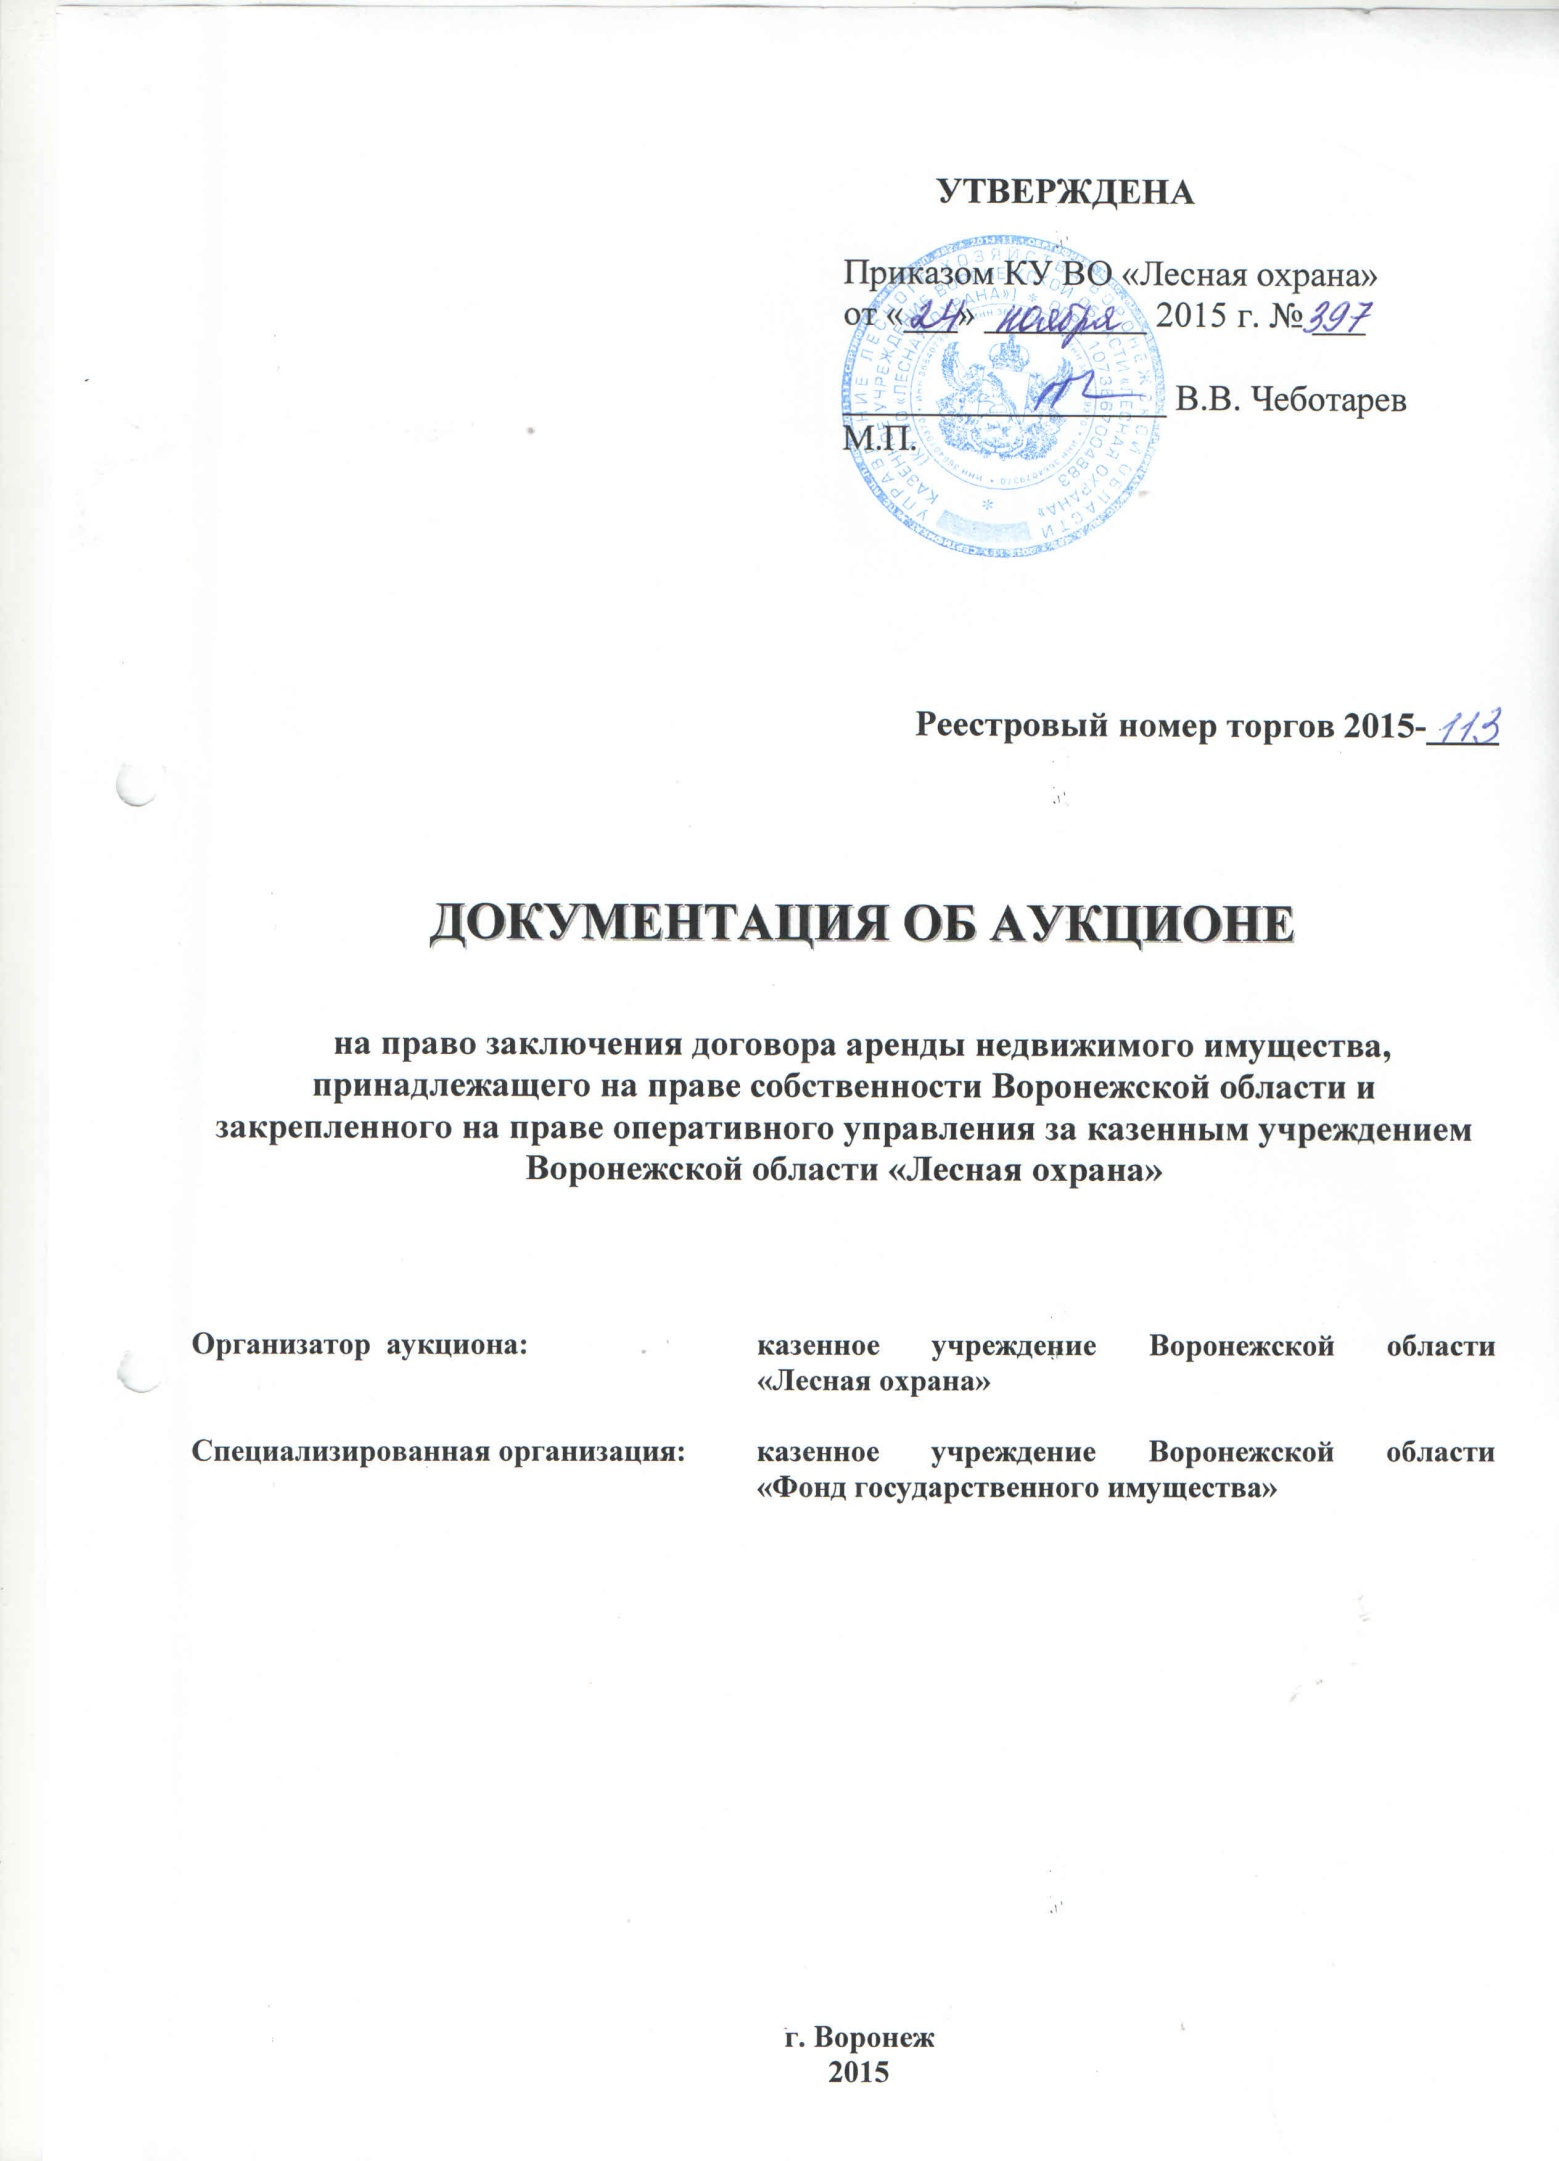 УТВЕРЖДЕНА
Приказом КУ ВО «Лесная охрана»
от «24» ноября 2015 г. № 397
В.В. Чеботарев
М.П.
Реестровый номер торгов 2015-113
ДОКУМЕНТАЦИЯ ОБ АУКЦИОНЕ
на право заключения договора аренды недвижимого имущества,
принадлежащего на праве собственности Воронежской области и
закрепленного на праве оперативного управления за казенным учреждением
Воронежской области «Лесная охрана»
Организатор аукциона: казенное учреждение Воронежской области
«Лесная охрана»
Специализированная организация: казенное учреждение Воронежской области
«Фонд государственного имущества»
г. Воронеж
2015